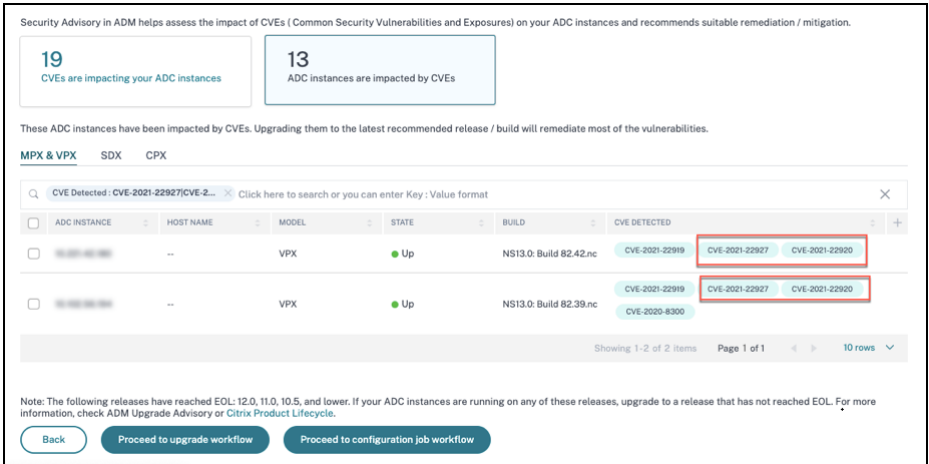 Security Advisory in ADM helps assess the impact of CVEs ( Common Security Vulnerabilities and Exposures) on your ADC instances and recommends suitable remediation / mitigation.
19
CVEs are impacting your ADC instances
13
ADC instances are impacted by CVEs
These ADC instances have been impacted by CVEs. Upgrading them to the latest recommended release / build will remediate most of the vulnerabilities.
MPX & VPX SDX CPX
CVE Detected : CVE-2021-22927|CVE-2... Click here to search or you can enter Key : Value format
ADC INSTANCE HOST NAME MODEL STATE BUILD CVE DETECTED
-- VPX Up NS13.0: Build 82.42.nc CVE-2021-22919 CVE-2021-22927 CVE-2021-22920
-- VPX Up NS13.0: Build 82.39.nc CVE-2021-22919 CVE-2021-22927 CVE-2021-22920
CVE-2020-8300
Showing 1-2 of 2 items Page 1 of 1 10 rows
Note: The following releases have reached EOL: 12.0, 11.0, 10.5, and lower. If your ADC instances are running on any of these releases, upgrade to a release that has not reached EOL. For more
information, check ADM Upgrade Advisory or Citrix Product Lifecycle.
Back Proceed to upgrade workflow Proceed to configuration job workflow